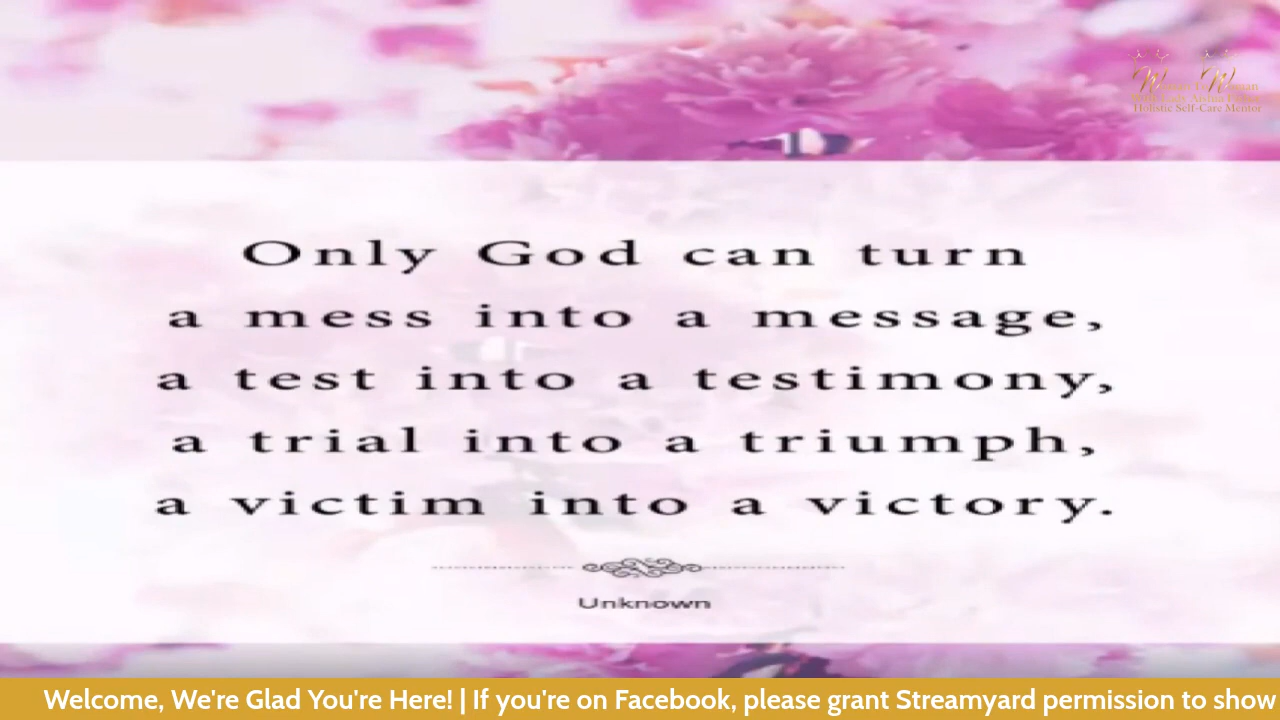 Only God can turn
a mess into a message,
a test into a testimony,
a trial into a triumph,
a victim into a victory.
Unknown
Holistic Self-Care Mentor
Welcome, We're Glad You're Here! | If you're on Facebook, please grant Streamyard permission to show